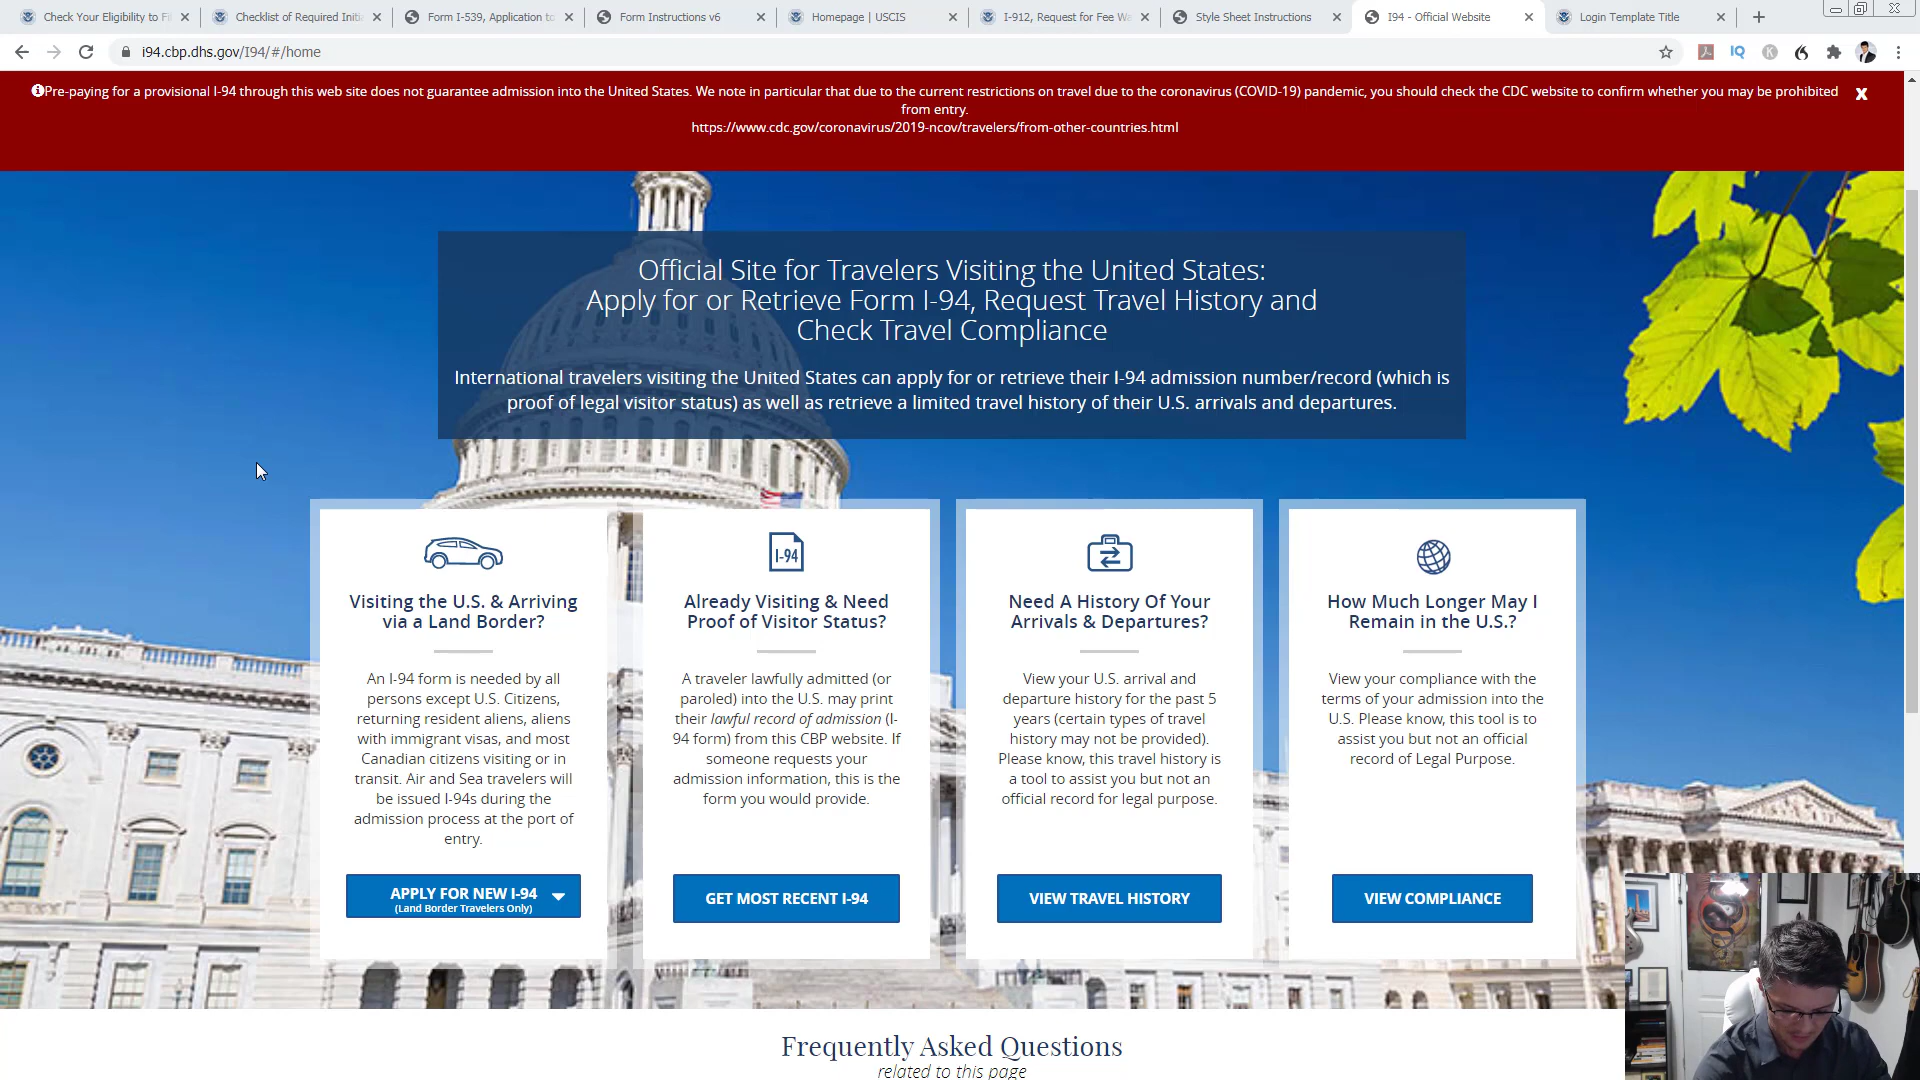 Check Your Eligibility to Fi
Checklist of Required Initi
Form I-539, Application to
Form Instructions v6
Homepage | USCIS
I-912, Request for Fee Wa
Style Sheet Instructions
I94 - Official Website
Login Template Title
i94.cbp.dhs.gov/I94/#/home
Pre-paying for a provisional I-94 through this web site does not guarantee admission into the United States. We note in particular that due to the current restrictions on travel due to the coronavirus (COVID-19) pandemic, you should check the CDC website to confirm whether you may be prohibited
from entry.
https://www.cdc.gov/coronavirus/2019-ncov/travelers/from-other-countries.html
X
Official Site for Travelers Visiting the United States:
Apply for or Retrieve Form I-94, Request Travel History and
Check Travel Compliance
International travelers visiting the United States can apply for or retrieve their I-94 admission number/record (which is
proof of legal visitor status) as well as retrieve a limited travel history of their U.S. arrivals and departures.
Visiting the U.S. & Arriving
via a Land Border?
An I-94 form is needed by all
persons except U.S. Citizens,
returning resident aliens, aliens
with immigrant visas, and most
Canadian citizens visiting or in
transit. Air and Sea travelers will
be issued I-94s during the
admission process at the port of
entry.
APPLY FOR NEW I-94
(Land Border Travelers Only)
I-94
Already Visiting & Need
Proof of Visitor Status?
A traveler lawfully admitted (or
paroled) into the U.S. may print
their lawful record of admission (I-
94 form) from this CBP website. If
someone requests your
admission information, this is the
form you would provide.
GET MOST RECENT I-94
Need A History Of Your
Arrivals & Departures?
View your U.S. arrival and
departure history for the past 5
years (certain types of travel
history may not be provided).
Please know, this travel history is
a tool to assist you but not an
official record for legal purpose.
VIEW TRAVEL HISTORY
How Much Longer May I
Remain in the U.S.?
View your compliance with the
terms of your admission into the
U.S. Please know, this tool is to
assist you but not an official
record of Legal Purpose.
VIEW COMPLIANCE
Frequently Asked Questions
related to this page